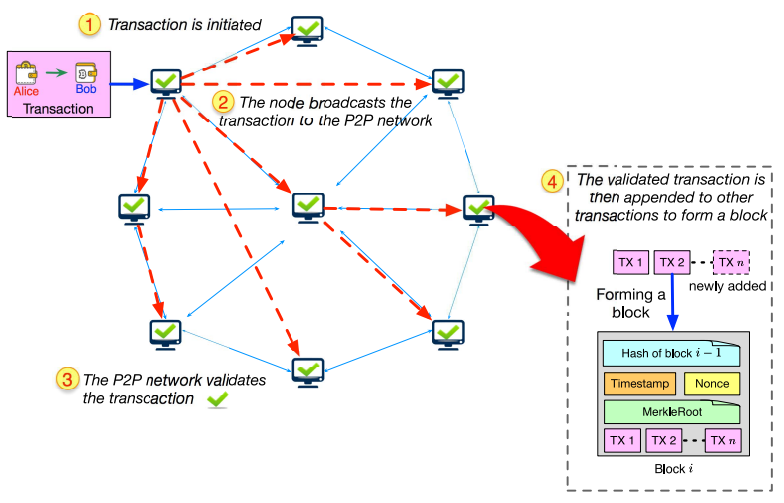 1 Transaction is initiated
Alice
Bob
Transaction
2 The node broadcasts the
transaction to the P2P network
3 The P2P network validates
the transcaction
4 The validated transaction is
then appended to other
transactions to form a block
TX 1
TX 2
TX n
newly added
Forming a
block
Hash of block i − 1
Timestamp
Nonce
MerkleRoot
TX 1
TX 2
TX n
Block i